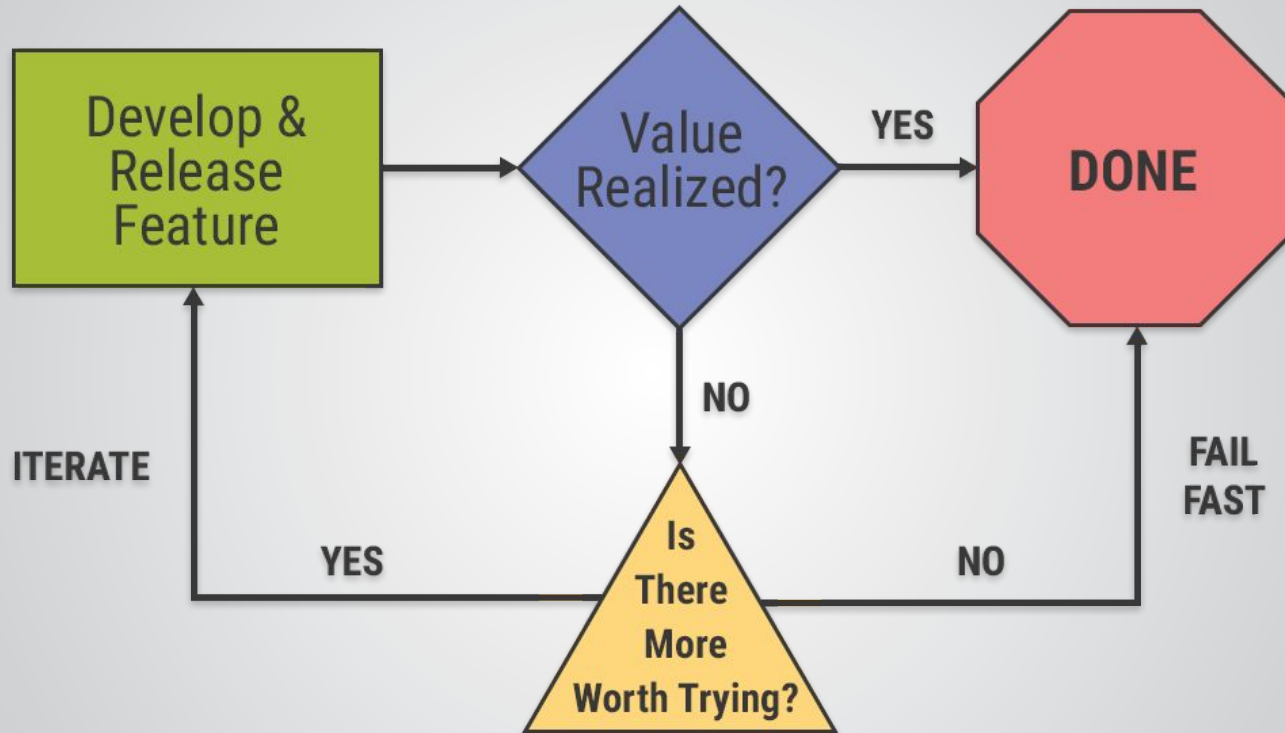 Develop &
Release
Feature
Value
Realized?
YES
DONE
NO
ITERATE
FAIL
FAST
Is
There
More
Worth Trying?
YES
NO